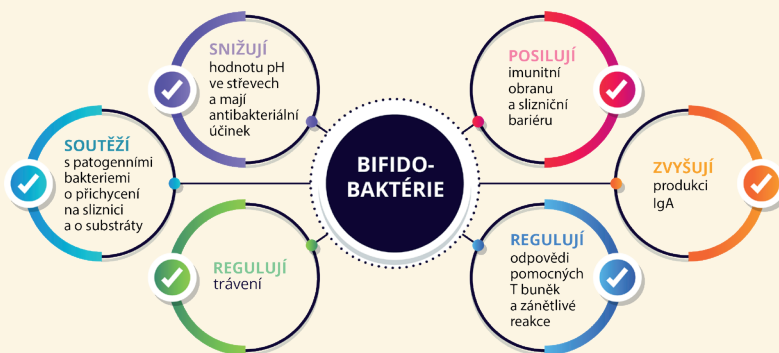 SNIŽUJÍ
hodnotu pH
ve střevech
a mají
antibakteriální
účinek
POSILUJÍ
imunitní
obranu
a slizniční
bariéru
SOUTĚŽÍ
s patogenními
bakteriemi
o přichycení
na sliznici
a o substráty
BIFIDO-
BAKTÉRIE
ZVYŠUJÍ
produkci
IgA
REGULUJÍ
trávení
REGULUJÍ
odpovědi
pomocných
T buněk
a zánětlivé
reakce